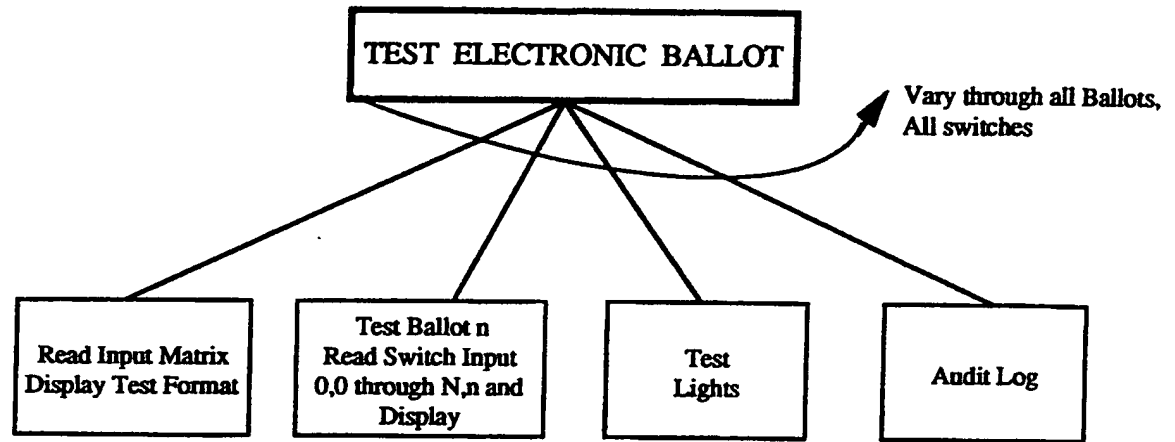 TEST ELECTRONIC BALLOT
Vary through all Ballots,
All switches
Read Input Matrix
Display Test Format
Test Ballot n
Read Switch Input
0,0 through N,n and
Display
Test
Lights
Audit Log